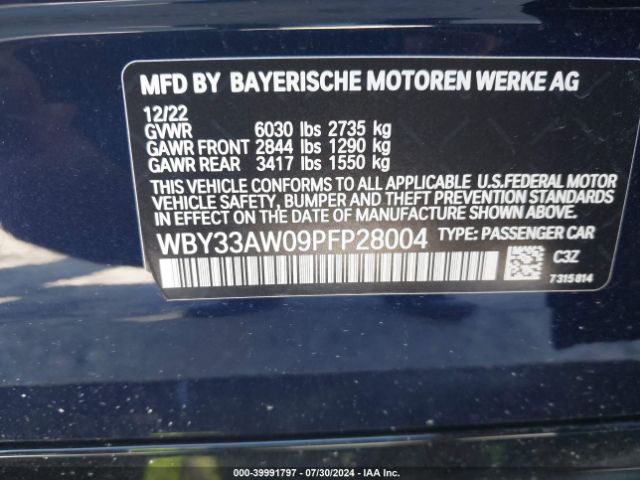 MFD BY BAYERISCHE MOTOREN WERKE AG
12/22
GVWR 6030 lbs 2735 kg
GAWR FRONT 2844 lbs 1290 kg
GAWR REAR 3417 lbs 1550 kg
THIS VEHICLE CONFORMS TO ALL APPLICABLE U.S.FEDERAL MOTOR
VEHICLE SAFETY, BUMPER AND THEFT PREVENTION STANDARDS
IN EFFECT ON THE DATE OF MANUFACTURE SHOWN ABOVE.
WBY33AW09PFP28004 TYPE: PASSENGER CAR
C3Z
7315814
© STOCK# - 39991797 - / 07/30/2024 - IAA Inc.